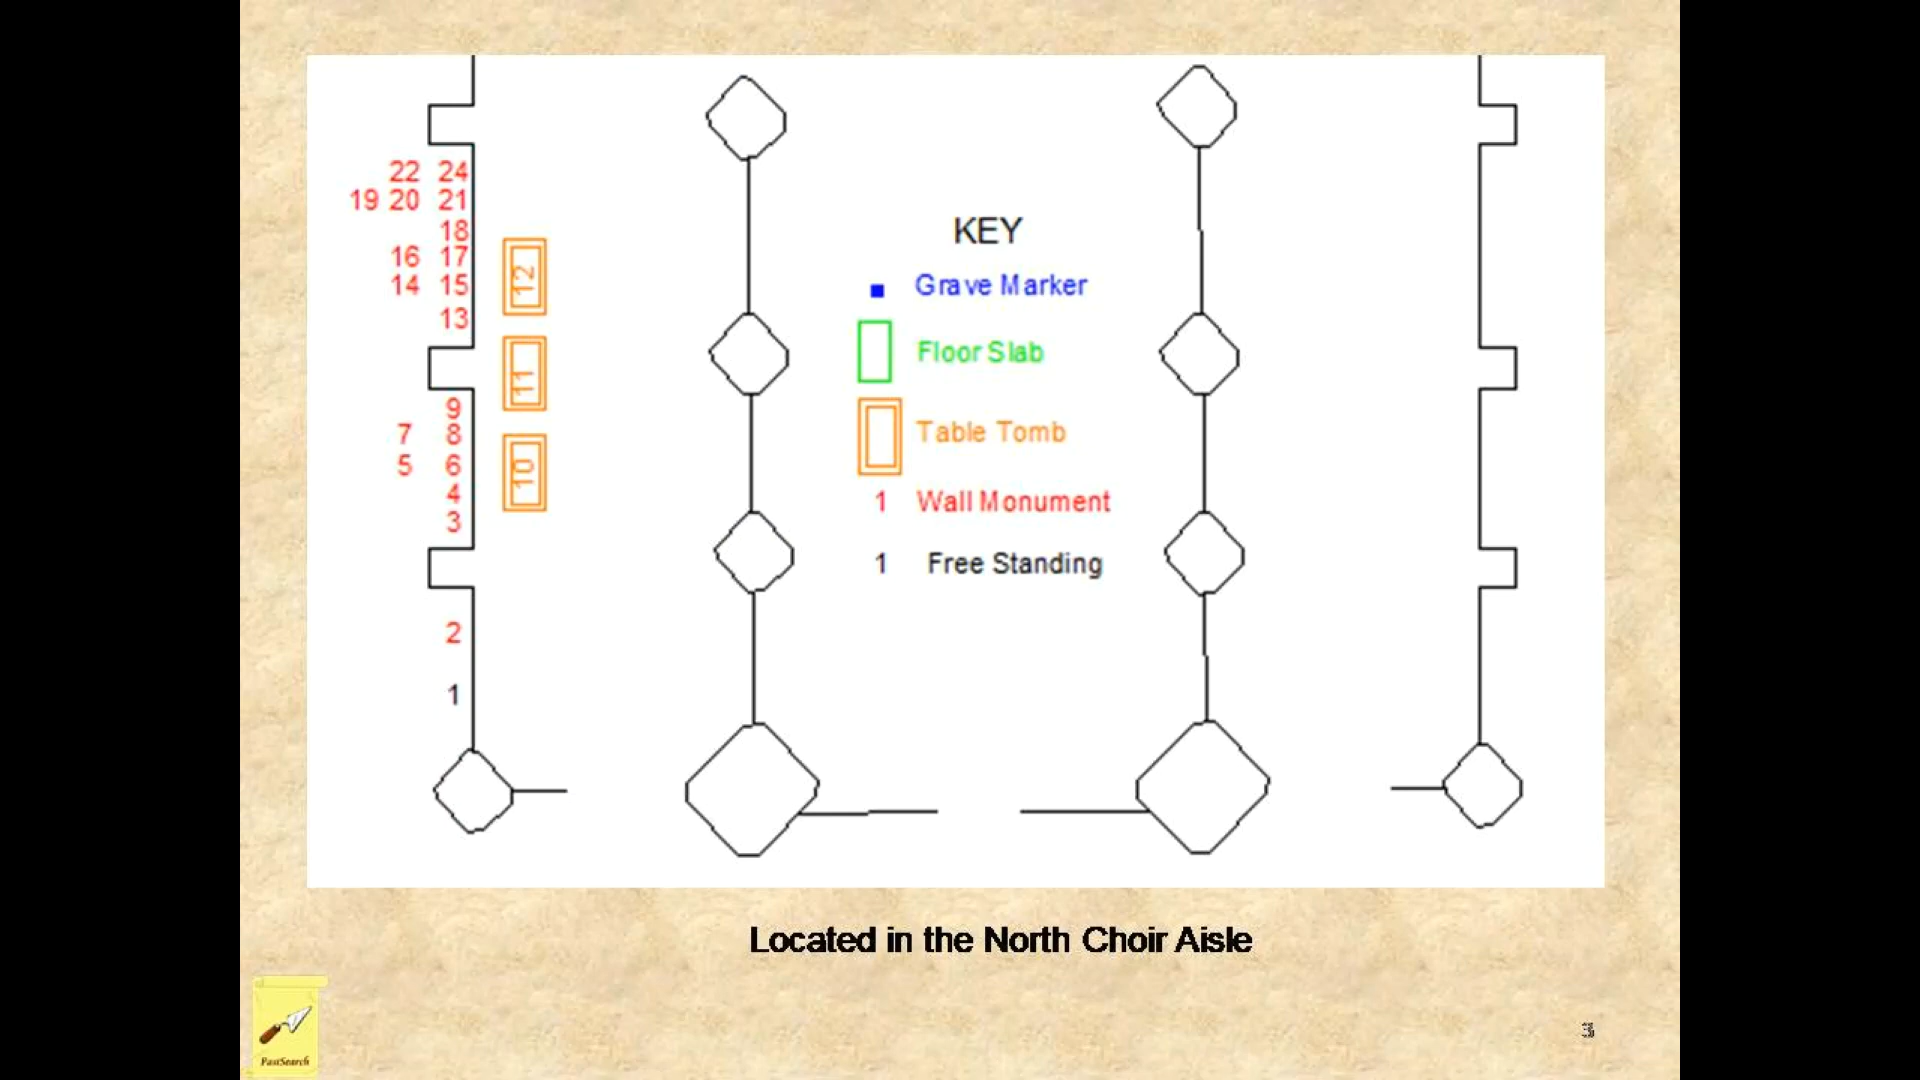 22 24
19 20 21
18
16 17
14 15
13
12
11
9
7 8
5 6
4
3
10
2
1
KEY
Grave Marker
Floor Slab
Table Tomb
1 Wall Monument
1 Free Standing
Located in the North Choir Aisle
PastSearch